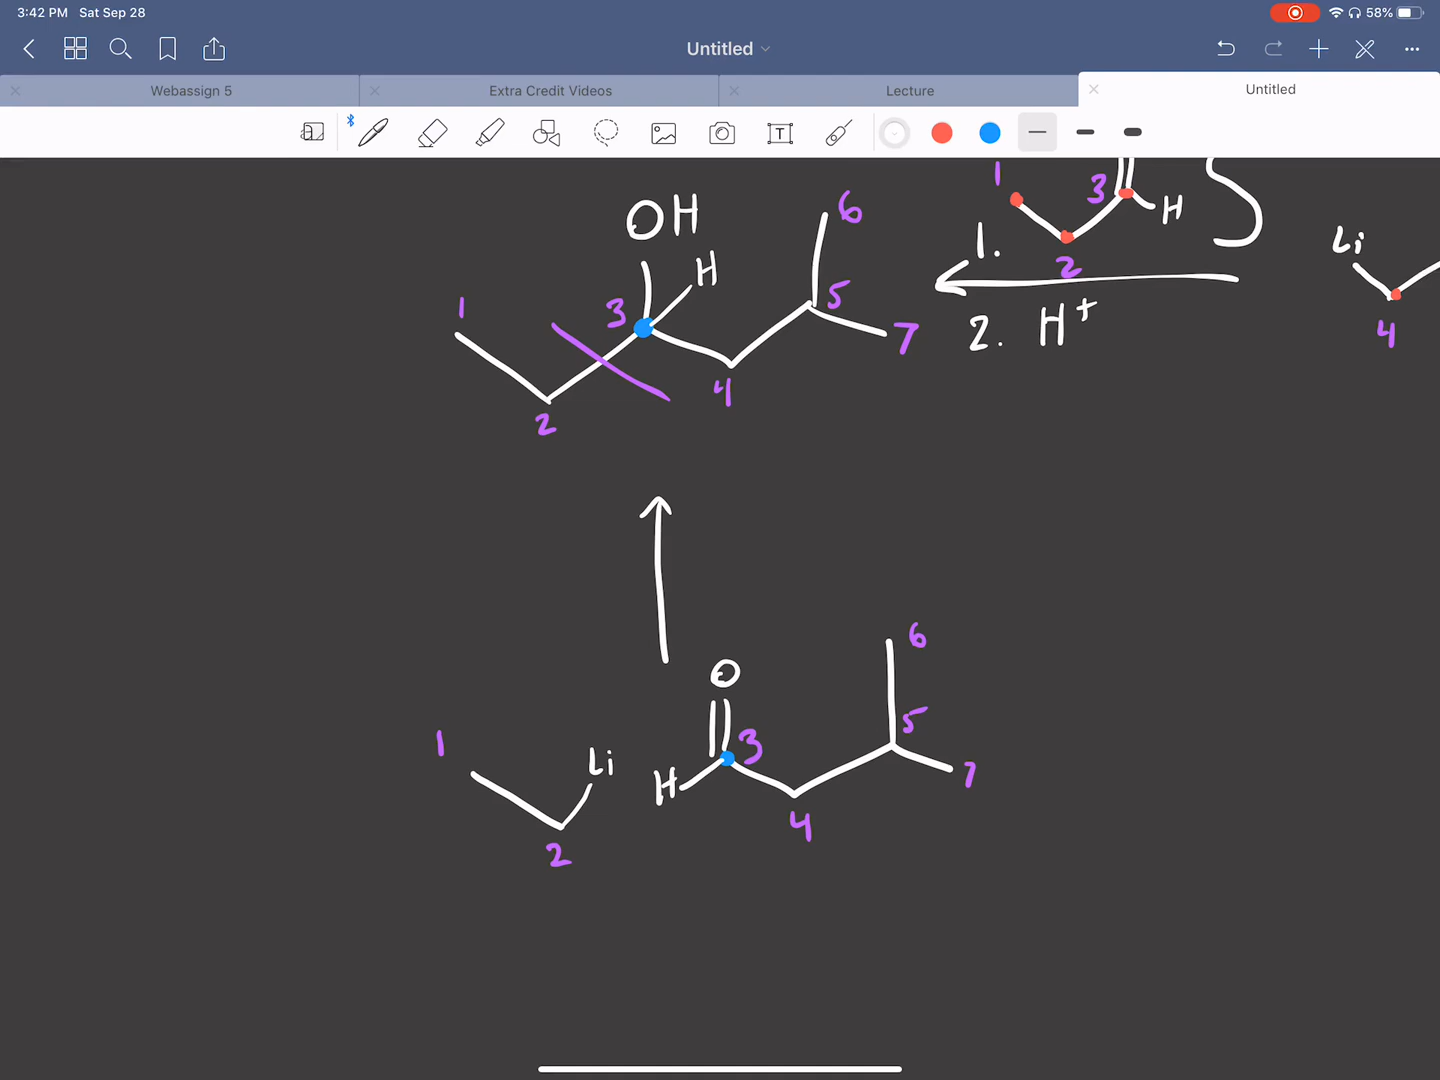 3:42 PM Sat Sep 28
58%
Untitled
Webassign 5
Extra Credit Videos
Lecture
Untitled
T
OH
H
1
2
3
4
5
6
7
1
2
3
H
1.
2. H+
Li
4
O
1
2
Li
H
3
4
5
6
7